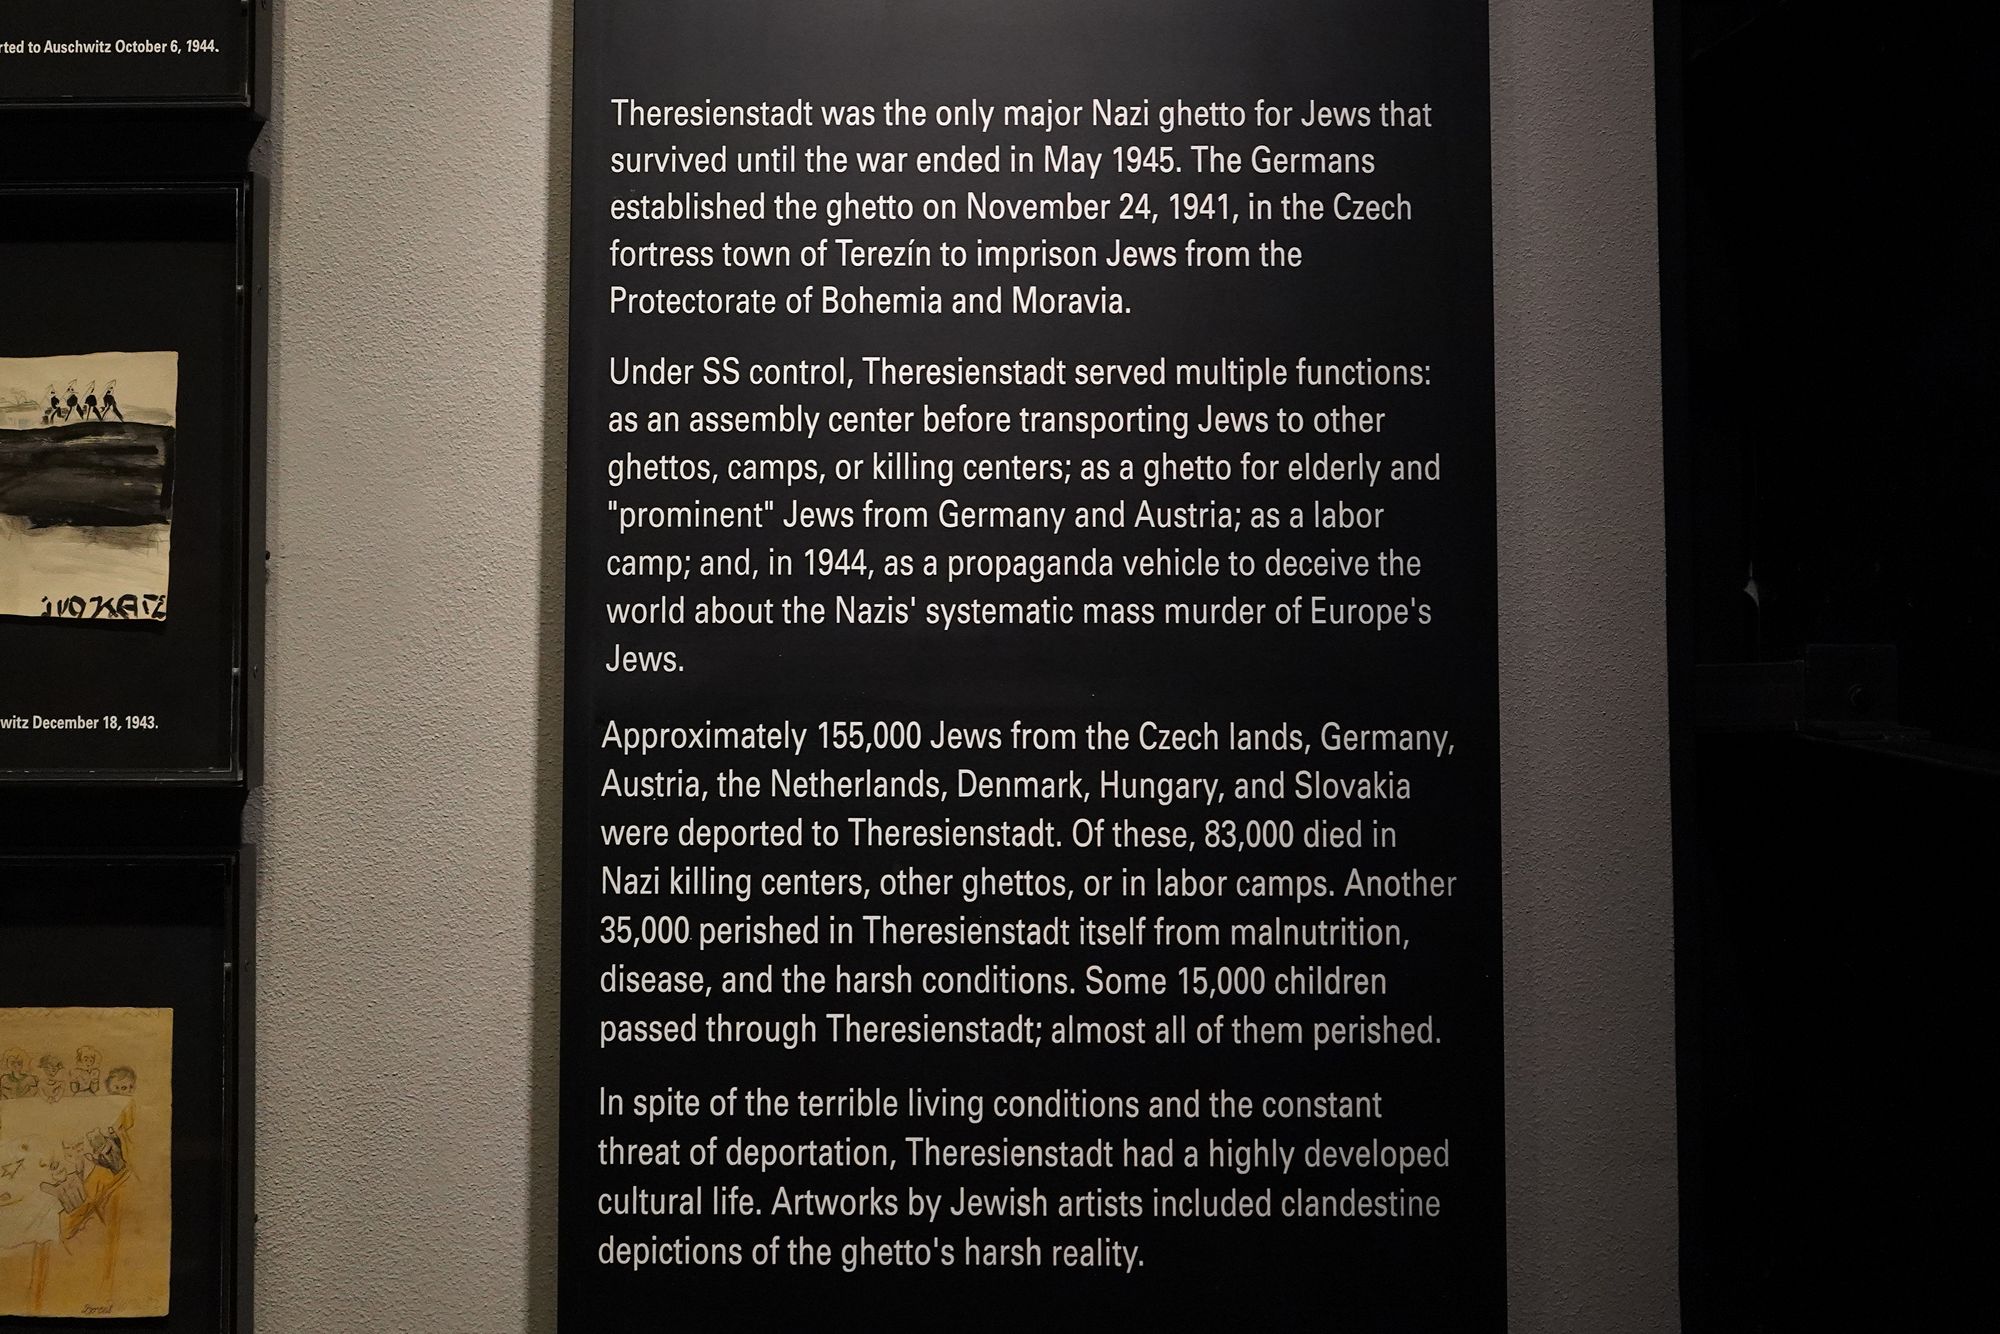 rted to Auschwitz October 6, 1944.
IVO KATZ
witz December 18, 1943.
Theresienstadt was the only major Nazi ghetto for Jews that
survived until the war ended in May 1945. The Germans
established the ghetto on November 24, 1941, in the Czech
fortress town of Terezín to imprison Jews from the
Protectorate of Bohemia and Moravia.
Under SS control, Theresienstadt served multiple functions:
as an assembly center before transporting Jews to other
ghettos, camps, or killing centers; as a ghetto for elderly and
"prominent" Jews from Germany and Austria; as a labor
camp; and, in 1944, as a propaganda vehicle to deceive the
world about the Nazis' systematic mass murder of Europe's
Jews.
Approximately 155,000 Jews from the Czech lands, Germany,
Austria, the Netherlands, Denmark, Hungary, and Slovakia
were deported to Theresienstadt. Of these, 83,000 died in
Nazi killing centers, other ghettos, or in labor camps. Another
35,000 perished in Theresienstadt itself from malnutrition,
disease, and the harsh conditions. Some 15,000 children
passed through Theresienstadt; almost all of them perished.
In spite of the terrible living conditions and the constant
threat of deportation, Theresienstadt had a highly developed
cultural life. Artworks by Jewish artists included clandestine
depictions of the ghetto's harsh reality.